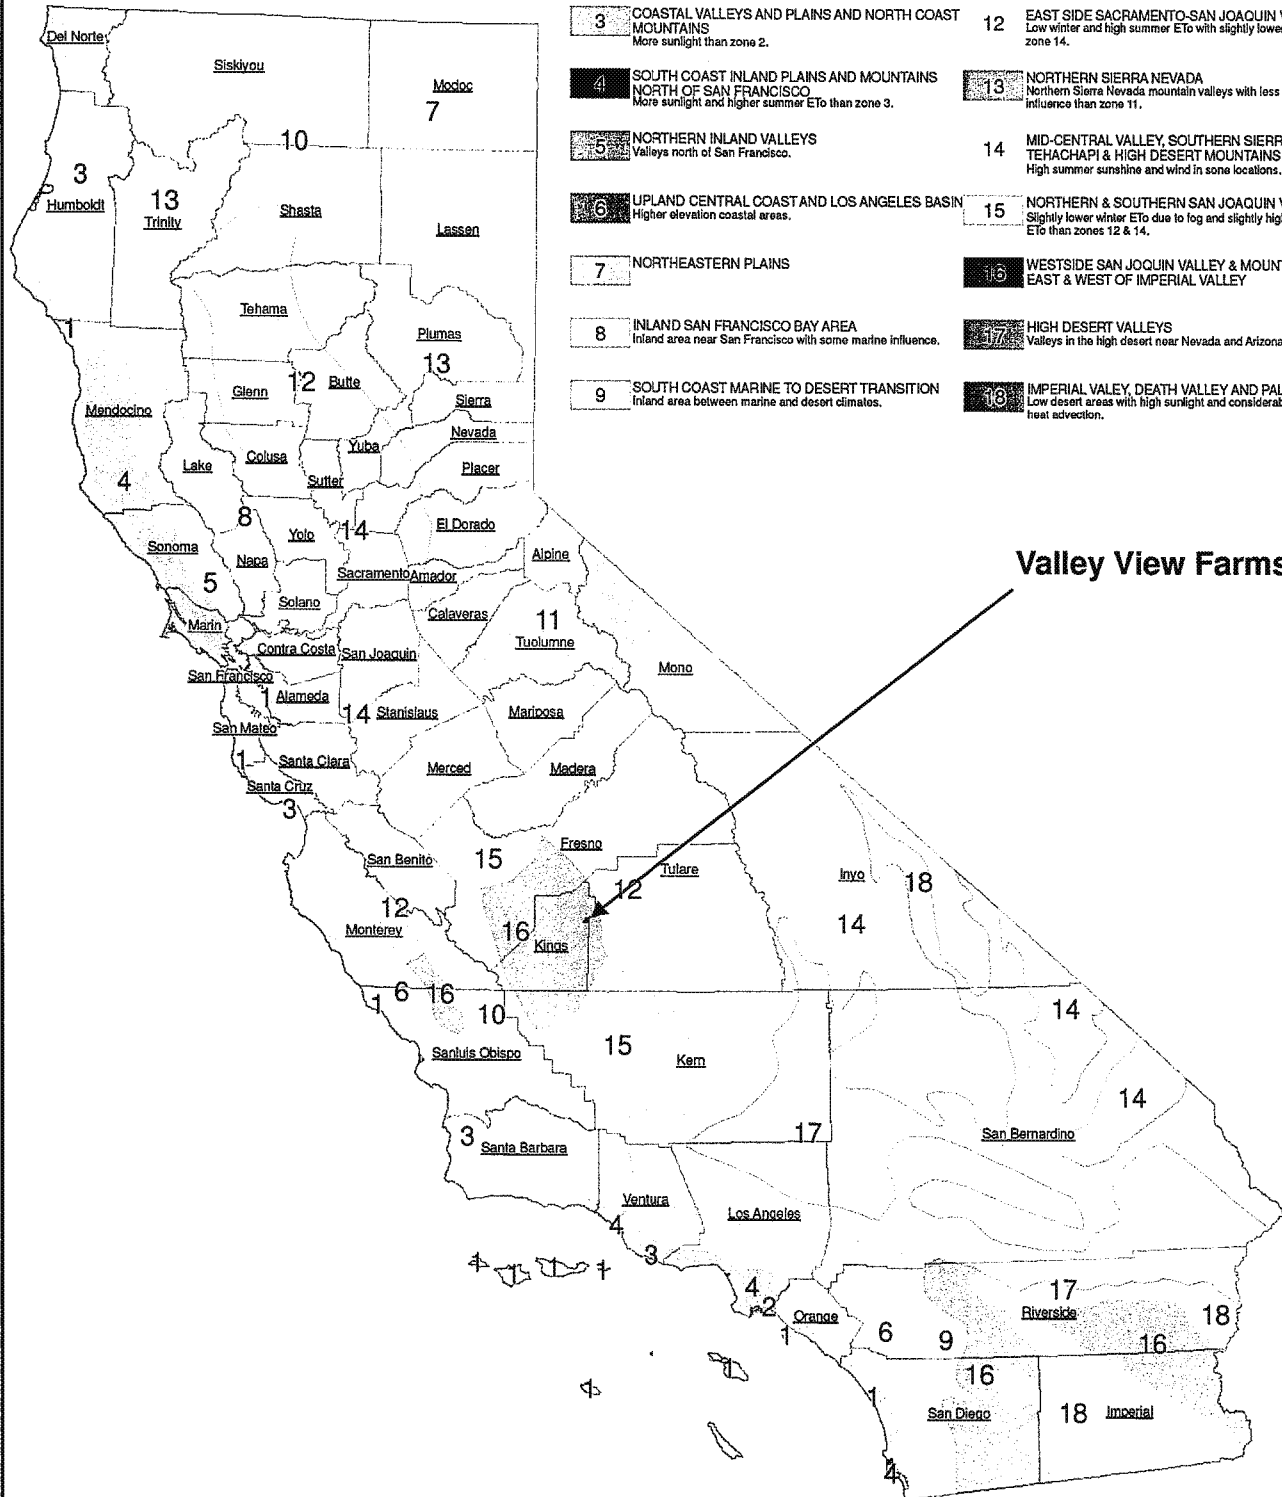 3
COASTAL VALLEYS AND PLAINS AND NORTH COAST
MOUNTAINS
More sunlight than zone 2.
4
SOUTH COAST INLAND PLAINS AND MOUNTAINS
NORTH OF SAN FRANCISCO
More sunlight and higher summer ETo than zone 3.
5
NORTHERN INLAND VALLEYS
Valleys north of San Francisco.
6
UPLAND CENTRAL COAST AND LOS ANGELES BASIN
Higher elevation coastal areas.
7
NORTHEASTERN PLAINS
8
INLAND SAN FRANCISCO BAY AREA
Inland area near San Francisco with some marine influence.
9
SOUTH COAST MARINE TO DESERT TRANSITION
Inland area between marine and desert climates.
12
EAST SIDE SACRAMENTO-SAN JOAQUIN
Low winter and high summer ETo with slightly lower
zone 14.
13
NORTHERN SIERRA NEVADA
Northern Sierra Nevada mountain valleys with less
influence than zone 11.
14
MID-CENTRAL VALLEY, SOUTHERN SIERR
TEHACHAPI & HIGH DESERT MOUNTAINS
High summer sunshine and wind in sone locations.
15
NORTHERN & SOUTHERN SAN JOAQUIN
Slightly lower winter ETo due to fog and slightly hig
ETo than zones 12 & 14.
16
WESTSIDE SAN JOQUIN VALLEY & MOUNT
EAST & WEST OF IMPERIAL VALLEY
17
HIGH DESERT VALLEYS
Valleys in the high desert near Nevada and Arizona
18
IMPERIAL VALEY, DEATH VALLEY AND PAL
Low desert areas with high sunlight and considerab
heat advection.
Del Norte
Siskiyou
Modoc
7
10
3
Humboldt
13
Trinity
Shasta
Lassen
Tehama
1
Plumas
13
Mendocino
Glenn
12
Butte
Sierra
Nevada
Yuba
Colusa
Lake
Sutter
Placer
4
8
Yolo
14
El Dorado
Sonoma
Napa
Alpine
Valley View Farms
5
Sacramento
Amador
Solano
Calaveras
11
Tuolumne
Marin
Contra Costa
San Joaquin
Mono
San Francisco
1
Alameda
14
Stanislaus
Mariposa
San Mateo
1
Santa Clara
Merced
Madera
Santa Cruz
3
San Benito
15
Fresno
12
Tulare
Inyo
18
12
Monterey
16
Kings
14
1
6
16
10
14
Sanluis Obispo
15
Kern
14
3
Santa Barbara
17
San Bernardino
Ventura
4
Los Angeles
3
1
1
1
1
4
2
1
Orange
6
9
17
Riverside
18
16
1
1
16
1
San Diego
18
Imperial
4